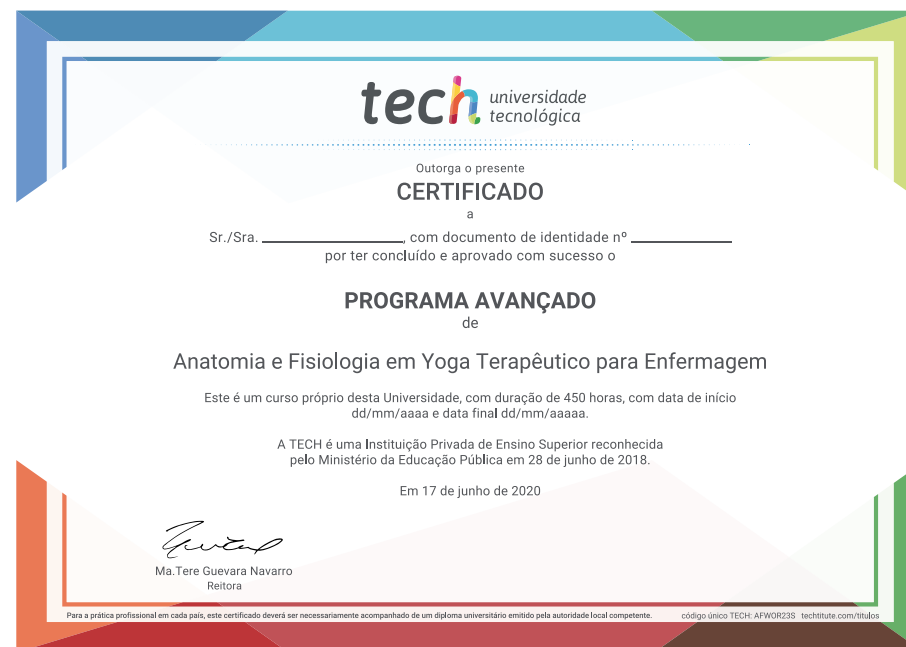 tech universidade
tecnológica
Outorga o presente
CERTIFICADO
a
Sr./Sra. ____________, com documento de identidade nº ____________
por ter concluído e aprovado com sucesso o
PROGRAMA AVANÇADO
de
Anatomia e Fisiologia em Yoga Terapêutico para Enfermagem
Este é um curso próprio desta Universidade, com duração de 450 horas, com data de início
dd/mm/aaaa e data final dd/mm/aaaaa.
A TECH é uma Instituição Privada de Ensino Superior reconhecida
pelo Ministério da Educação Pública em 28 de junho de 2018.
Em 17 de junho de 2020
Ma.Tere Guevara Navarro
Reitora
Para a prática profissional em cada país, este certificado deverá ser necessariamente acompanhado de um diploma universitário emitido pela autoridade local competente. código único TECH: AFWOR23S techtitute.com/titulos